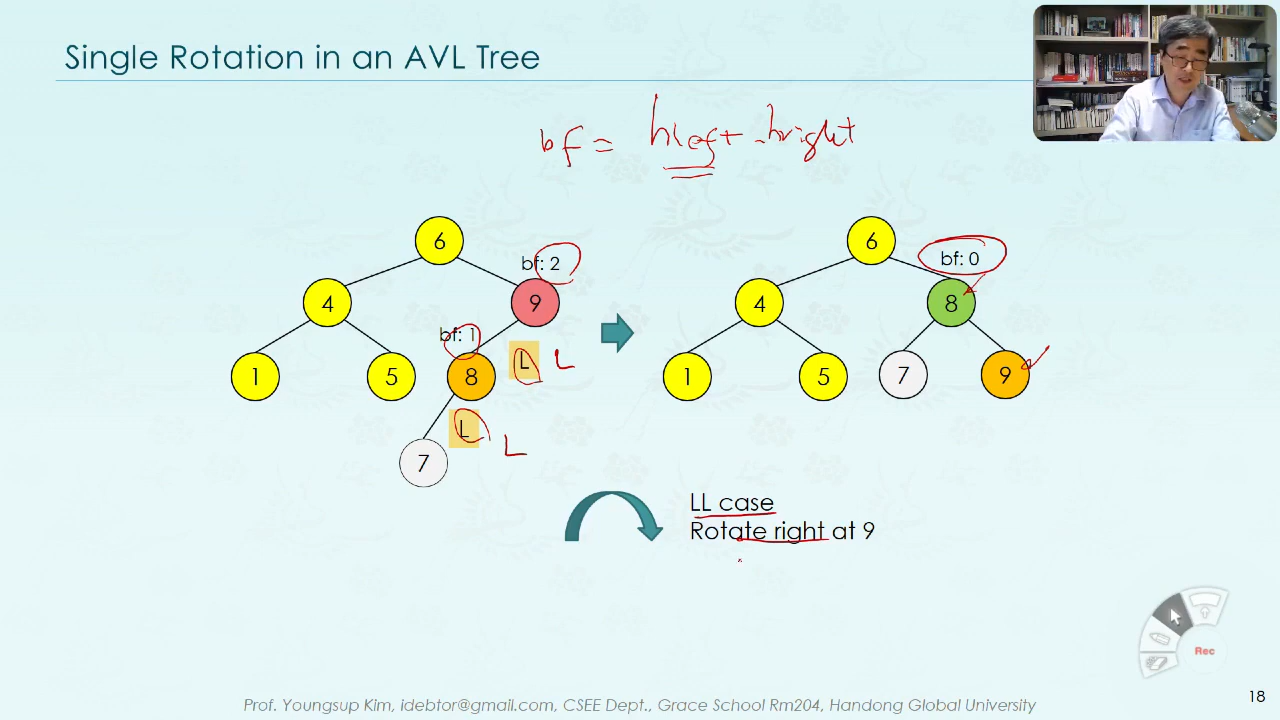 Single Rotation in an AVL Tree
bf = hleft - hright
6
bf: 2
4
9
bf: 1
1
5
8
L
L
L
L
7
6
bf: 0
4
8
1
5
7
9
LL case
Rotate right at 9
Rec
Prof. Youngsup Kim, idebtor@gmail.com, CSEE Dept., Grace School Rm204, Handong Global University
18